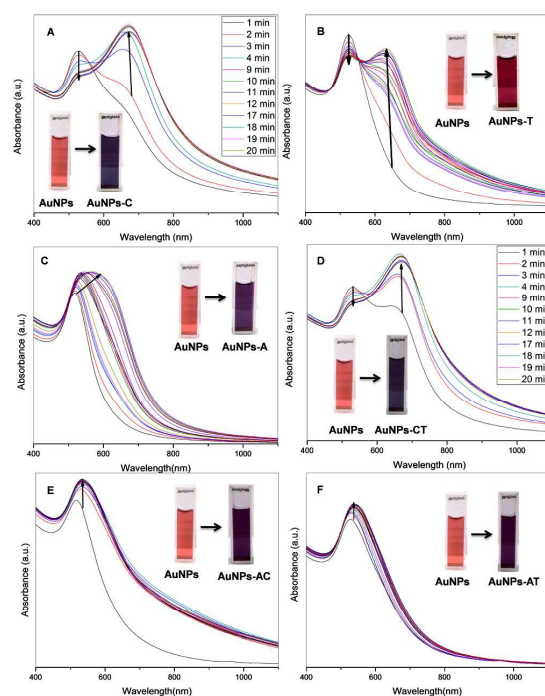 A
1 min
2 min
3 min
4 min
9 min
10 min
11 min
12 min
17 min
18 min
19 min
20 min
AuNPs
AuNPs-C
Absorbance (a.u.)
400 600 800 1000
Wavelength (nm)
B
AuNPs
AuNPs-T
Absorbance (a.u.)
400 600 800 1000
Wavelength (nm)
C
AuNPs
AuNPs-A
Absorbance (a.u.)
400 600 800 1000
Wavelength(nm)
D
1 min
2 min
3 min
4 min
9 min
10 min
11 min
12 min
17 min
18 min
19 min
20 min
AuNPs
AuNPs-CT
Absorbance (a.u.)
400 600 800 1000
Wavelength (nm)
E
AuNPs
AuNPs-AC
Absorbance (a.u.)
400 600 800 1000
Wavelength(nm)
F
AuNPs
AuNPs-AT
Absorbance (a.u.)
400 600 800 1000
Wavelength(nm)